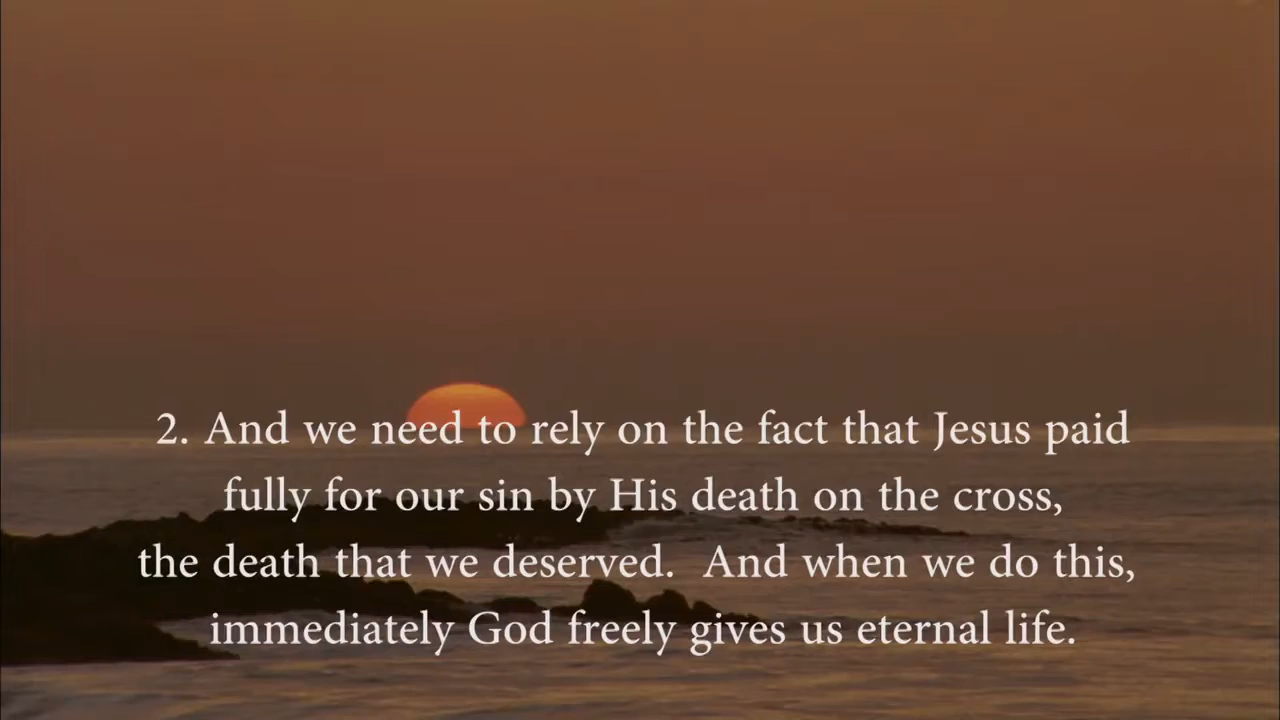 2. And we need to rely on the fact that Jesus paid
fully for our sin by His death on the cross,
the death that we deserved.  And when we do this,
immediately God freely gives us eternal life.